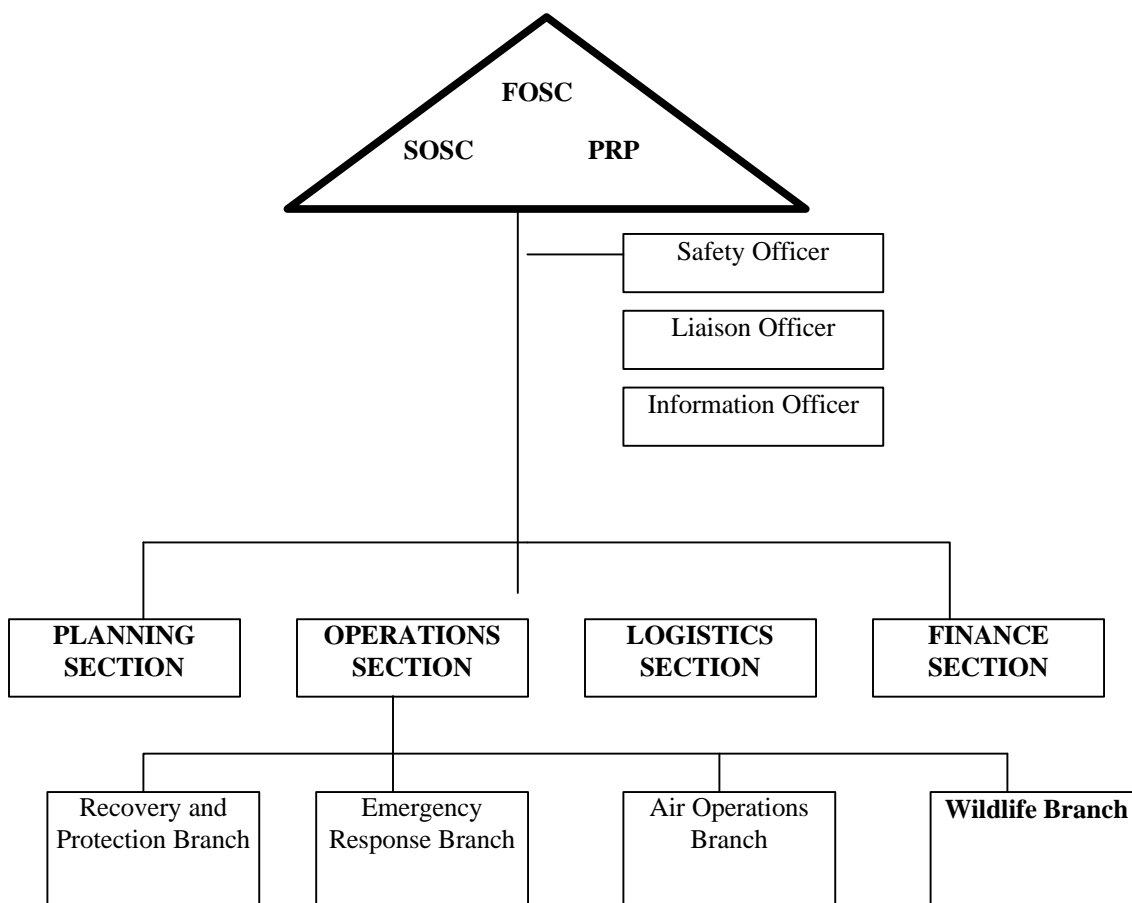 FOSC
SOSC PRP
Safety Officer
Liaison Officer
Information Officer
PLANNING
SECTION
OPERATIONS
SECTION
LOGISTICS
SECTION
FINANCE
SECTION
Recovery and
Protection Branch
Emergency
Response Branch
Air Operations
Branch
Wildlife Branch